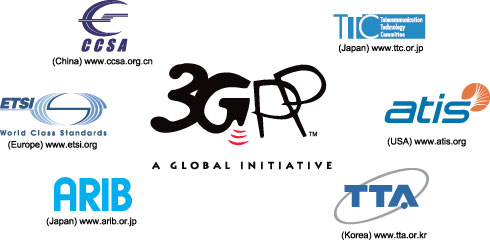 CCSA
(China) www.ccsa.org.cn
TTC Telecommunication
Technology
Committee
(Japan) www.ttc.or.jp
ETSI
World Class Standards
(Europe) www.etsi.org
3GPP TM
A GLOBAL INITIATIVE
atis
(USA) www.atis.org
ARIB
(Japan) www.arib.or.jp
TTA
(Korea) www.tta.or.kr